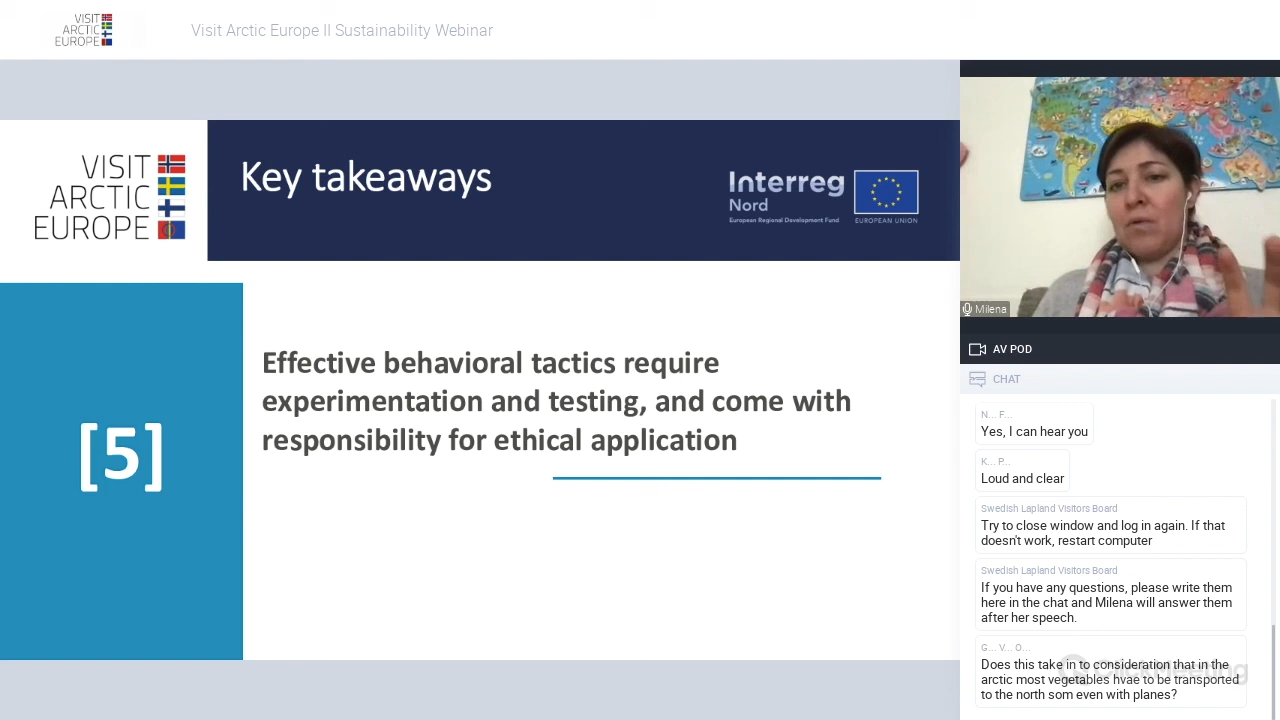 VISIT
ARCTIC
EUROPE
Visit Arctic Europe II Sustainability Webinar
VISIT
ARCTIC
EUROPE
Key takeaways
Interreg
Nord
European Regional Development Fund
EUROPEAN UNION
[5]
Effective behavioral tactics require
experimentation and testing, and come with
responsibility for ethical application
Milena
AV POD
CHAT
N... F...
Yes, I can hear you
K... P...
Loud and clear
Swedish Lapland Visitors Board
Try to close window and log in again. If that
doesn't work, restart computer
Swedish Lapland Visitors Board
If you have any questions, please write them
here in the chat and Milena will answer them
after her speech.
G... V... O...
Does this take in to consideration that in the
arctic most vegetables hvae to be transported
to the north som even with planes?